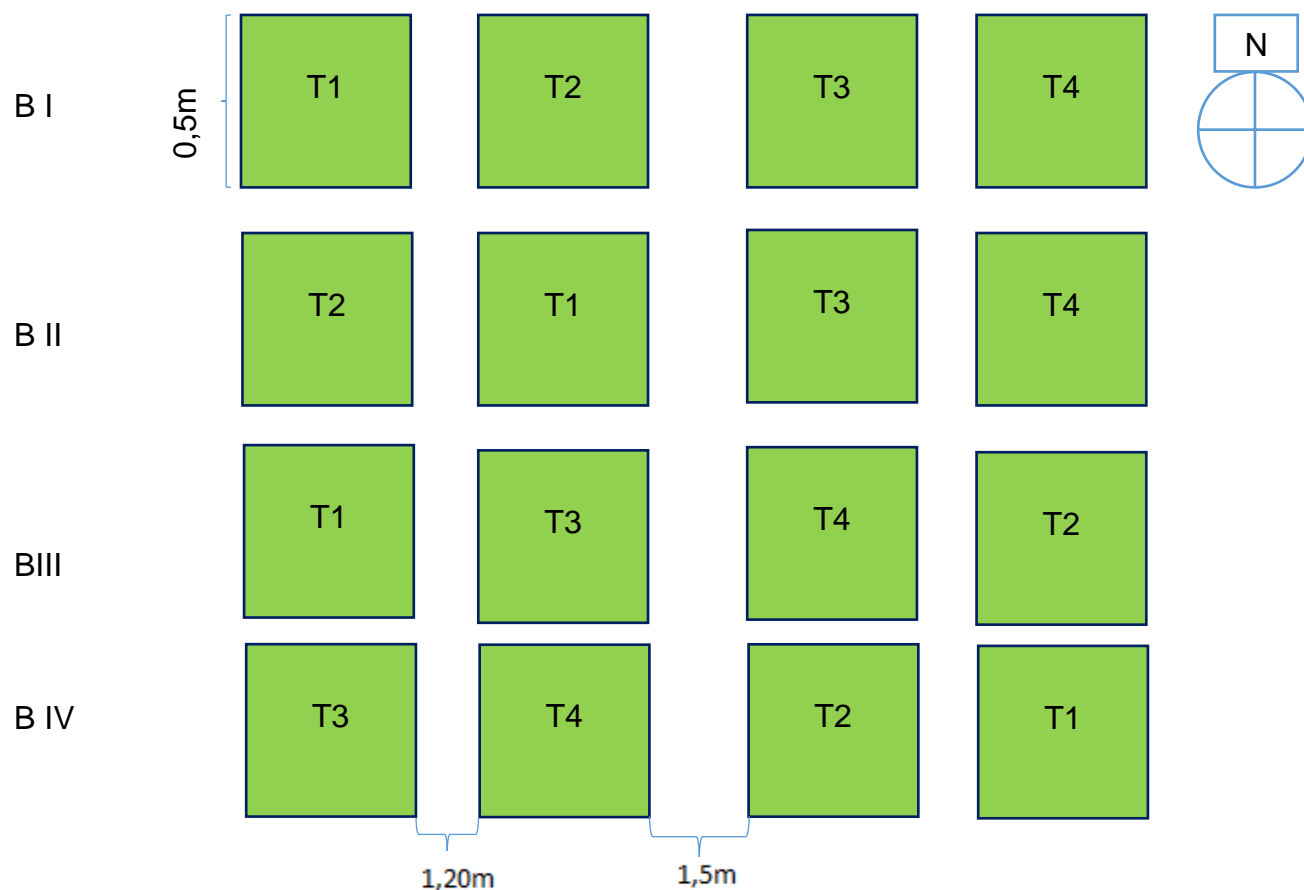 N
B I
T1 T2 T3 T4
0,5m
B II
T2 T1 T3 T4
BIII
T1 T3 T4 T2
B IV
T3 T4 T2 T1
1,20m 1,5m